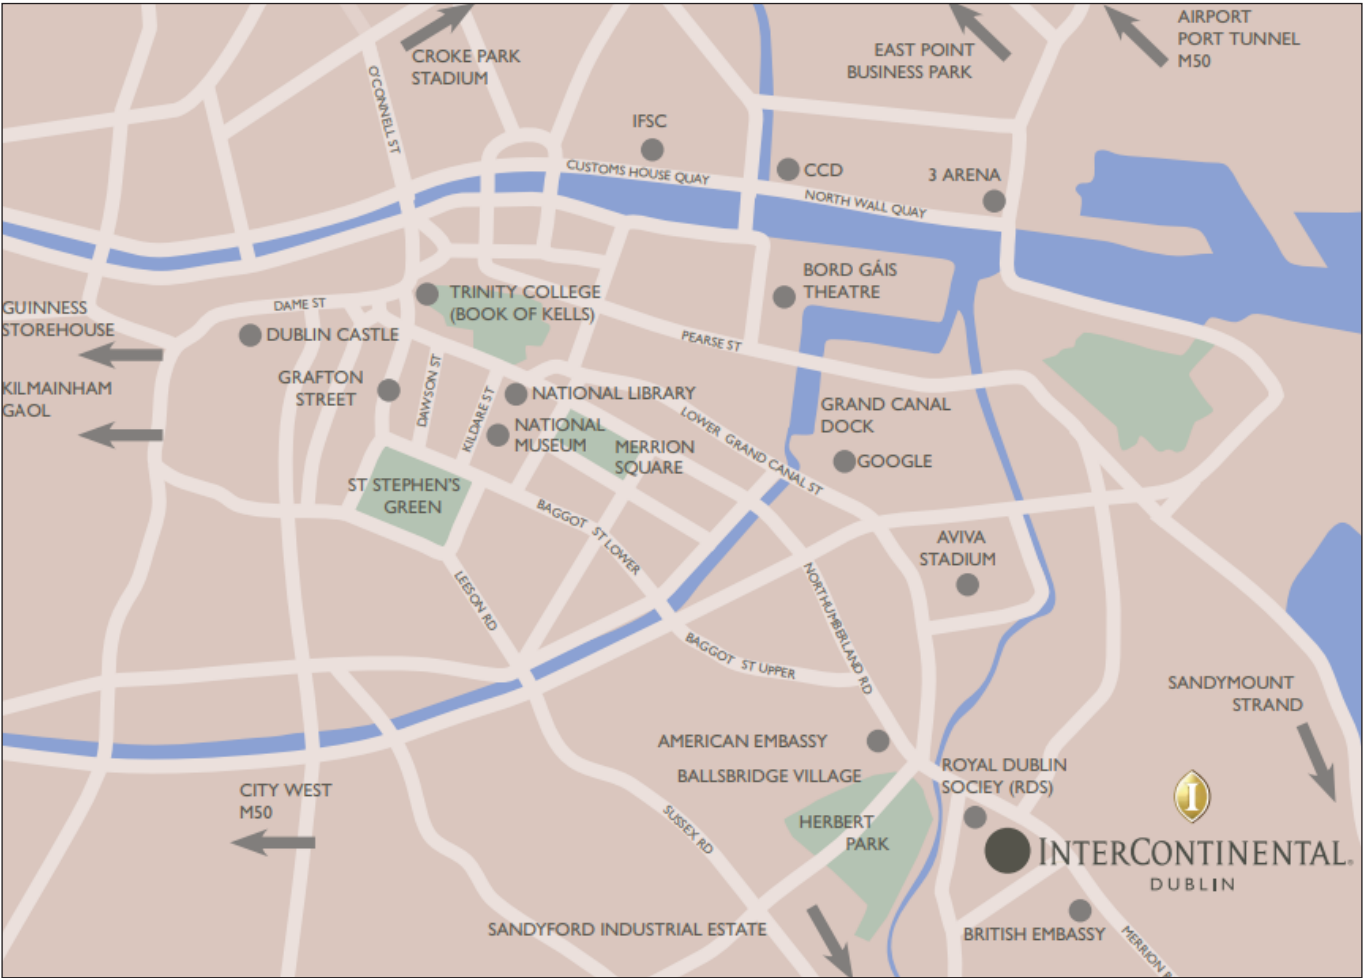 AIRPORT
PORT TUNNEL
M50
EAST POINT
BUSINESS PARK
CROKE PARK
STADIUM
O'CONNELL ST
IFSC
CUSTOMS HOUSE QUAY
CCD
3 ARENA
NORTH WALL QUAY
BORD GÁIS
THEATRE
TRINITY COLLEGE
(BOOK OF KELLS)
DAME ST
GUINNESS
STOREHOUSE
DUBLIN CASTLE
PEARSE ST
KILMAINHAM
GAOL
GRAFTON
STREET
DAWSON ST
KILDARE ST
NATIONAL LIBRARY
NATIONAL
MUSEUM
MERRION
SQUARE
LOWER GRAND CANAL ST
GRAND CANAL
DOCK
GOOGLE
ST STEPHEN'S
GREEN
BAGGOT ST LOWER
AVIVA
STADIUM
LEESON RD
NORTHUMBERLAND RD
BAGGOT ST UPPER
SANDYMOUNT
STRAND
AMERICAN EMBASSY
BALLSBRIDGE VILLAGE
ROYAL DUBLIN
SOCIEY (RDS)
CITY WEST
M50
SUSSEX RD
HERBERT
PARK
I
INTERCONTINENTAL®
DUBLIN
SANDYFORD INDUSTRIAL ESTATE
BRITISH EMBASSY
MERRION R